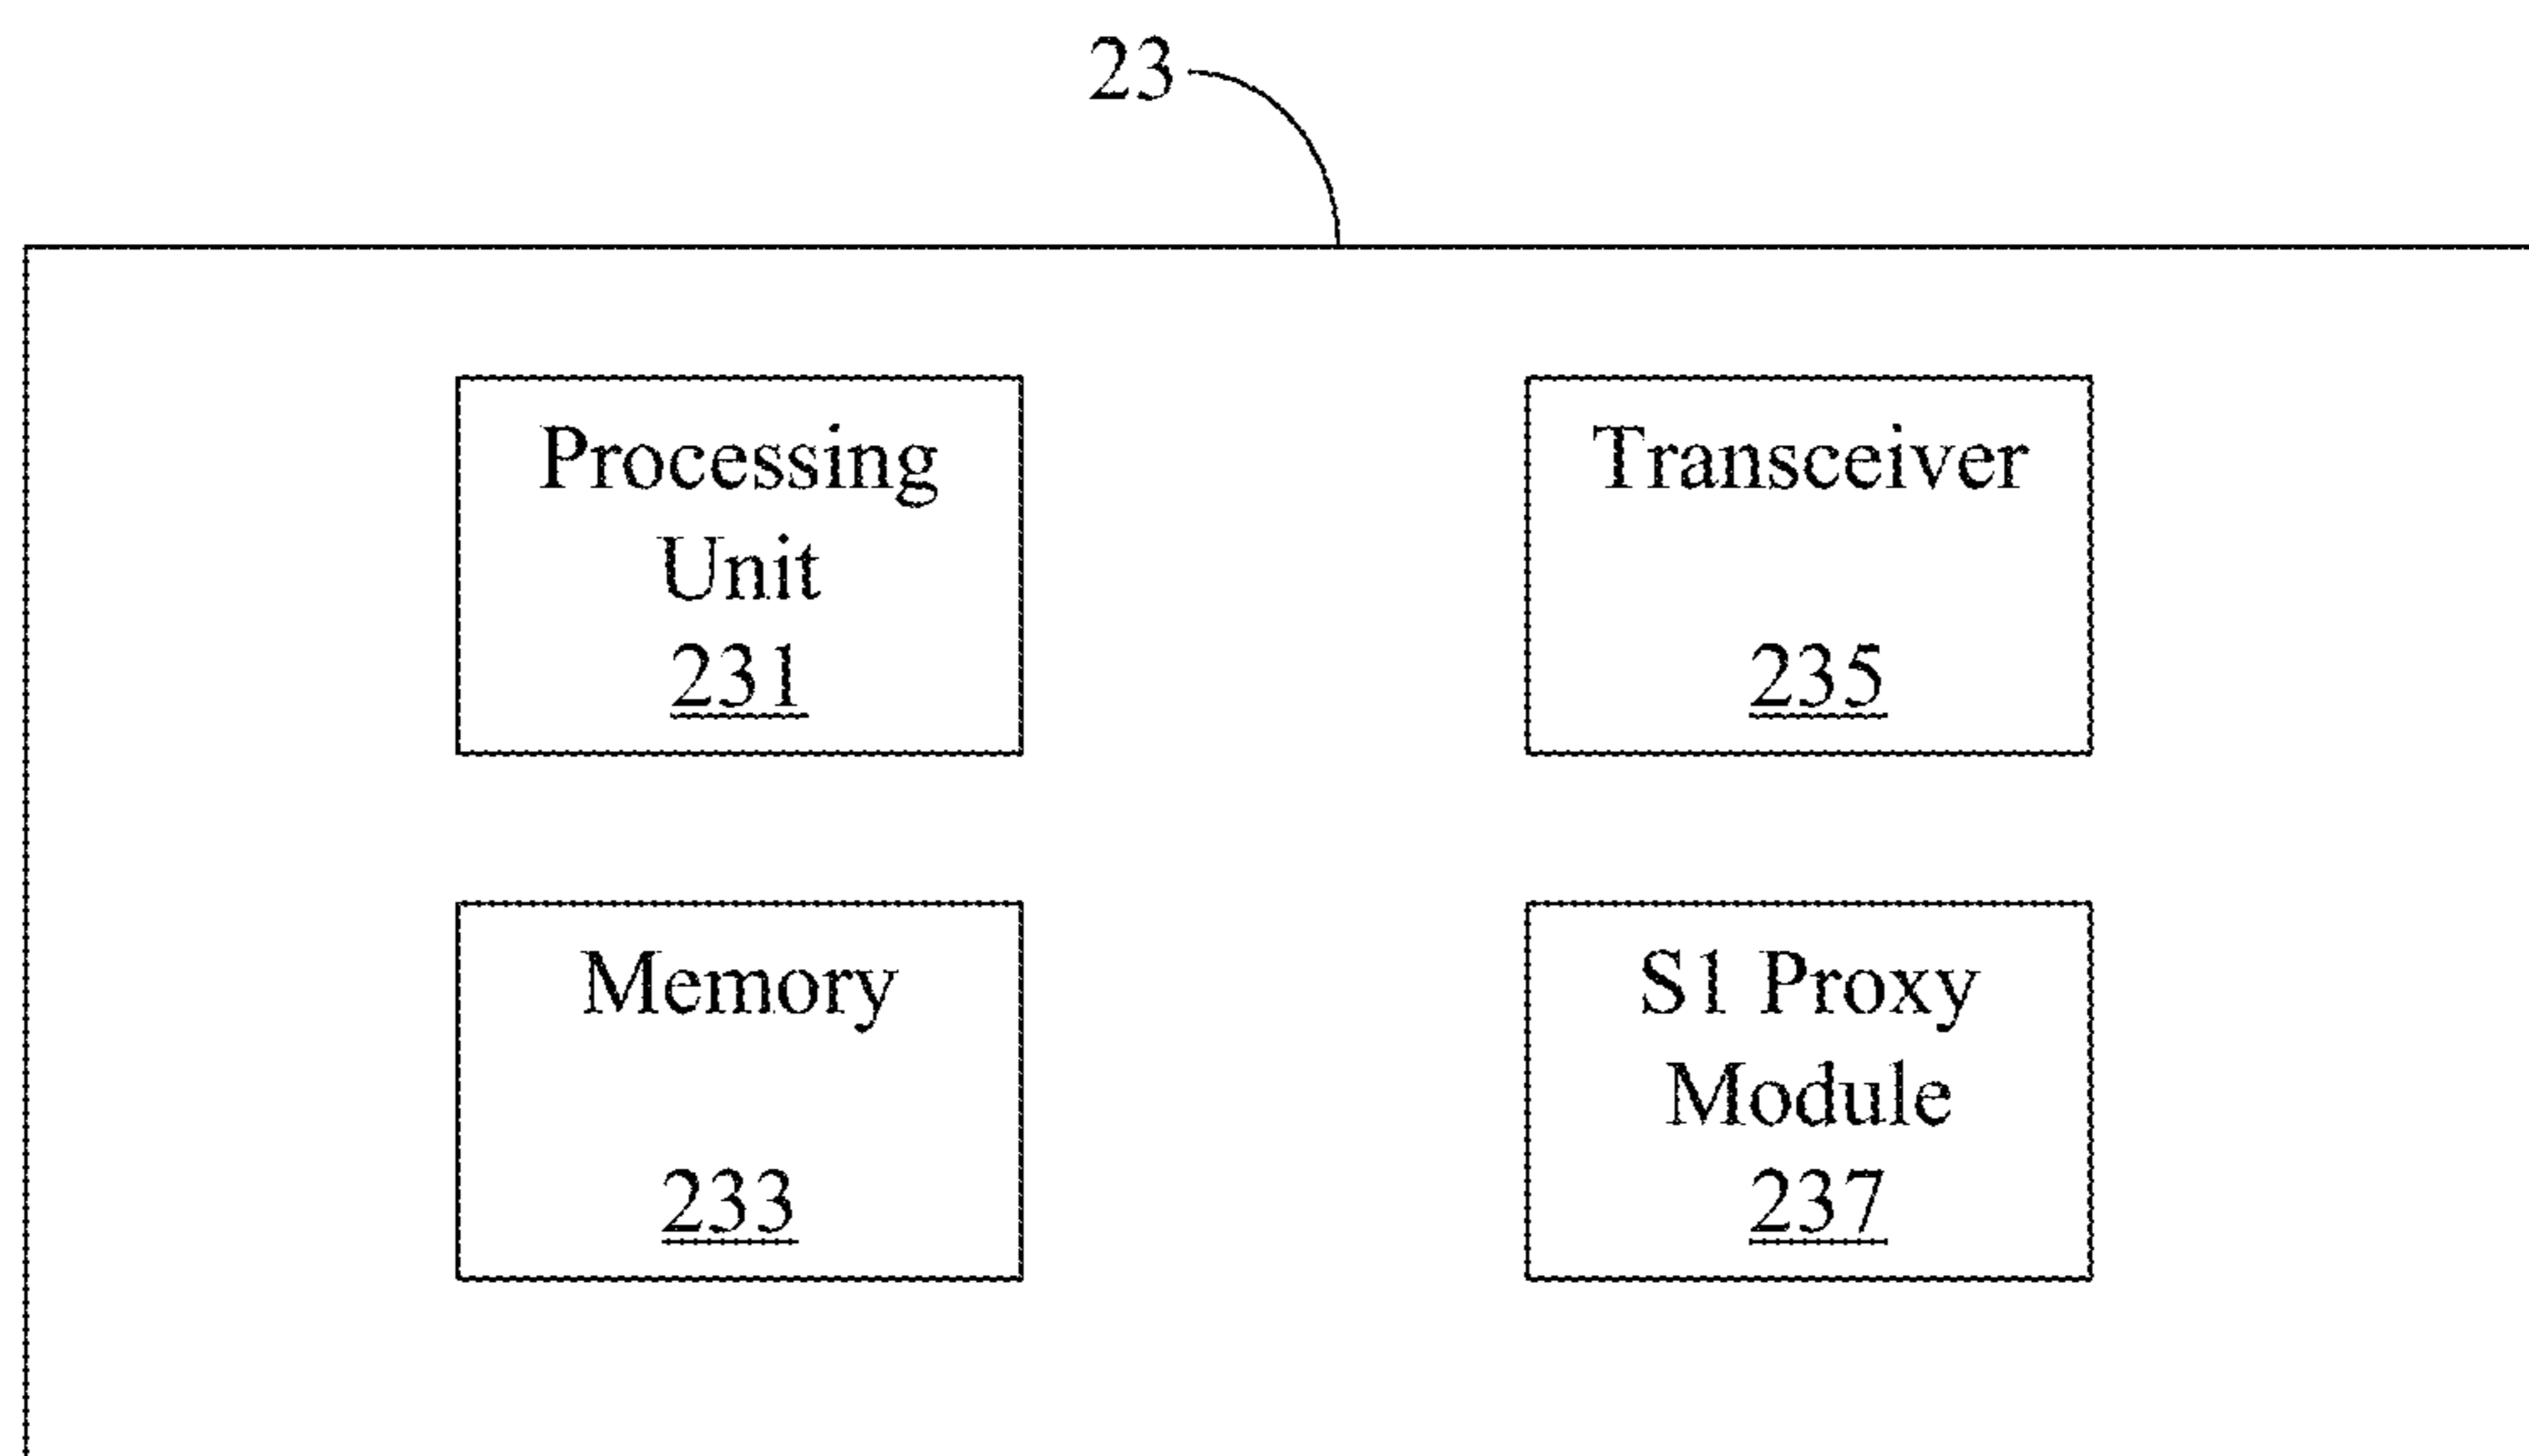 23
Processing
Unit
231
Transceiver
235
Memory
233
S1 Proxy
Module
237